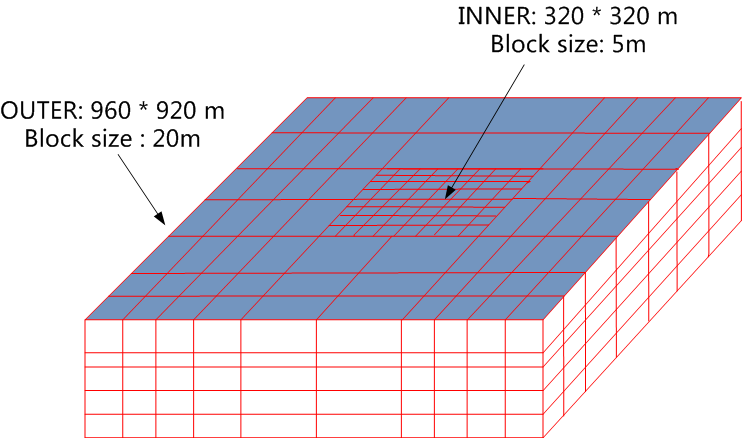 INNER: 320 * 320 m
Block size: 5m
OUTER: 960 * 920 m
Block size : 20m